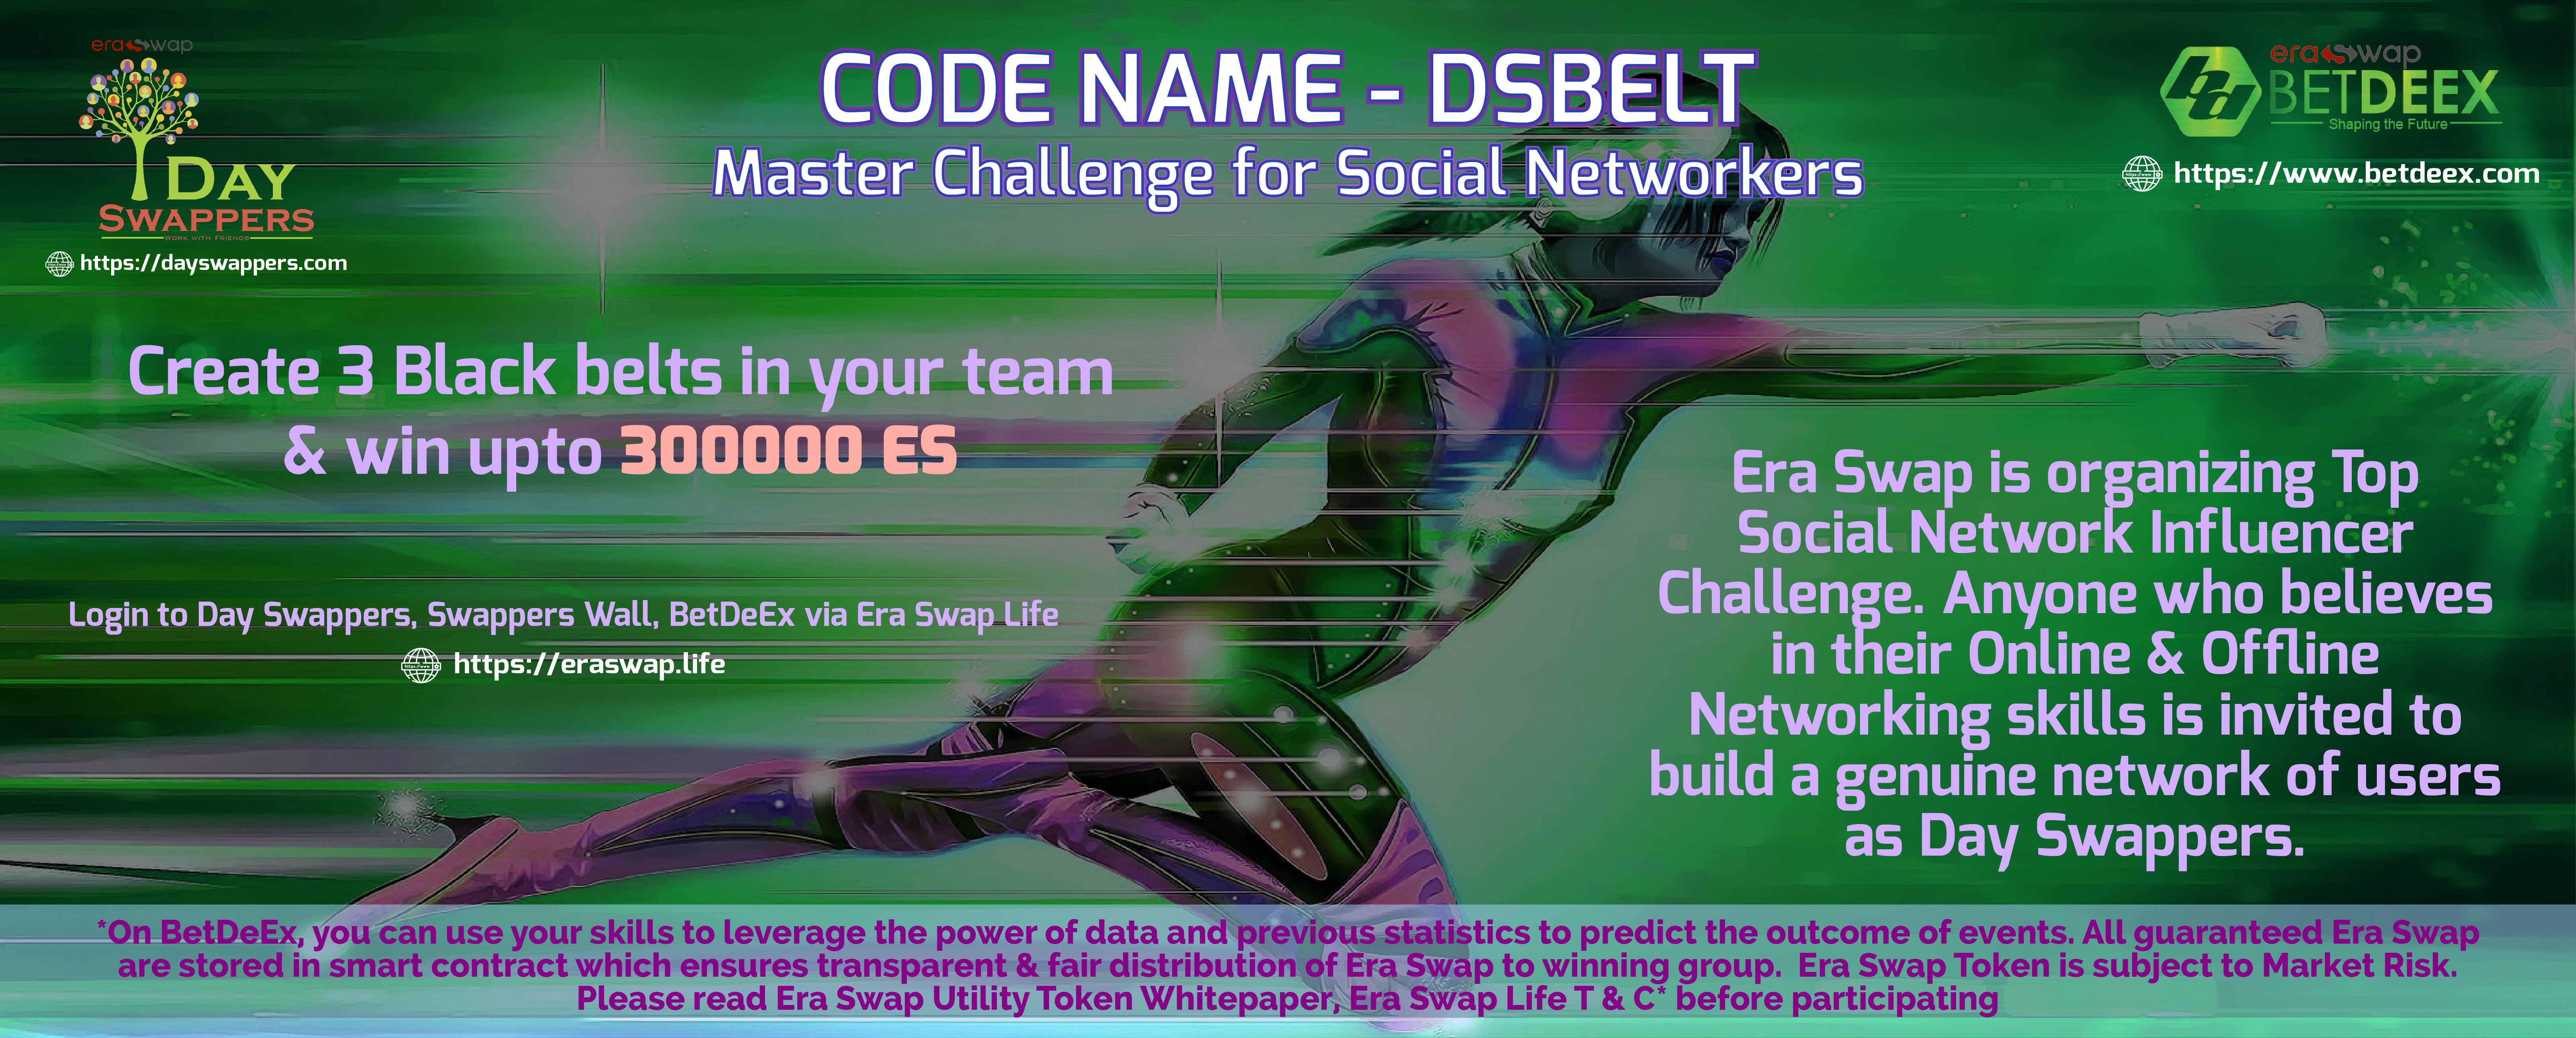 era swap
DAY
SWAPPERS
WORK WITH FRIENDS
https://dayswappers.com
CODE NAME - DSBELT
Master Challenge for Social Networkers
era swap
BETDEEX
Shaping the Future
https://www.betdeex.com
Create 3 Black belts in your team
& win upto 300000 ES
Login to Day Swappers, Swappers Wall, BetDeEx via Era Swap Life
https://eraswap.life
Era Swap is organizing Top
Social Network Influencer
Challenge. Anyone who believes
in their Online & Offline
Networking skills is invited to
build a genuine network of users
as Day Swappers.
*On BetDeEx, you can use your skills to leverage the power of data and previous statistics to predict the outcome of events. All guaranteed Era Swap
are stored in smart contract which ensures transparent & fair distribution of Era Swap to winning group. Era Swap Token is subject to Market Risk.
Please read Era Swap Utility Token Whitepaper, Era Swap Life T & C* before participating